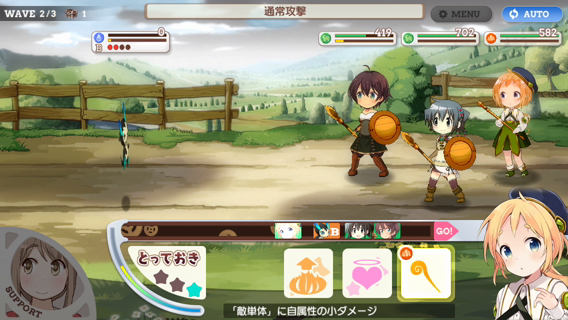 WAVE 2/3 1
通常攻撃
MENU
AUTO
0
419
702
582
B
B
GO!
とっておき
SUPPORT
「敵単体」に自属性の小ダメージ